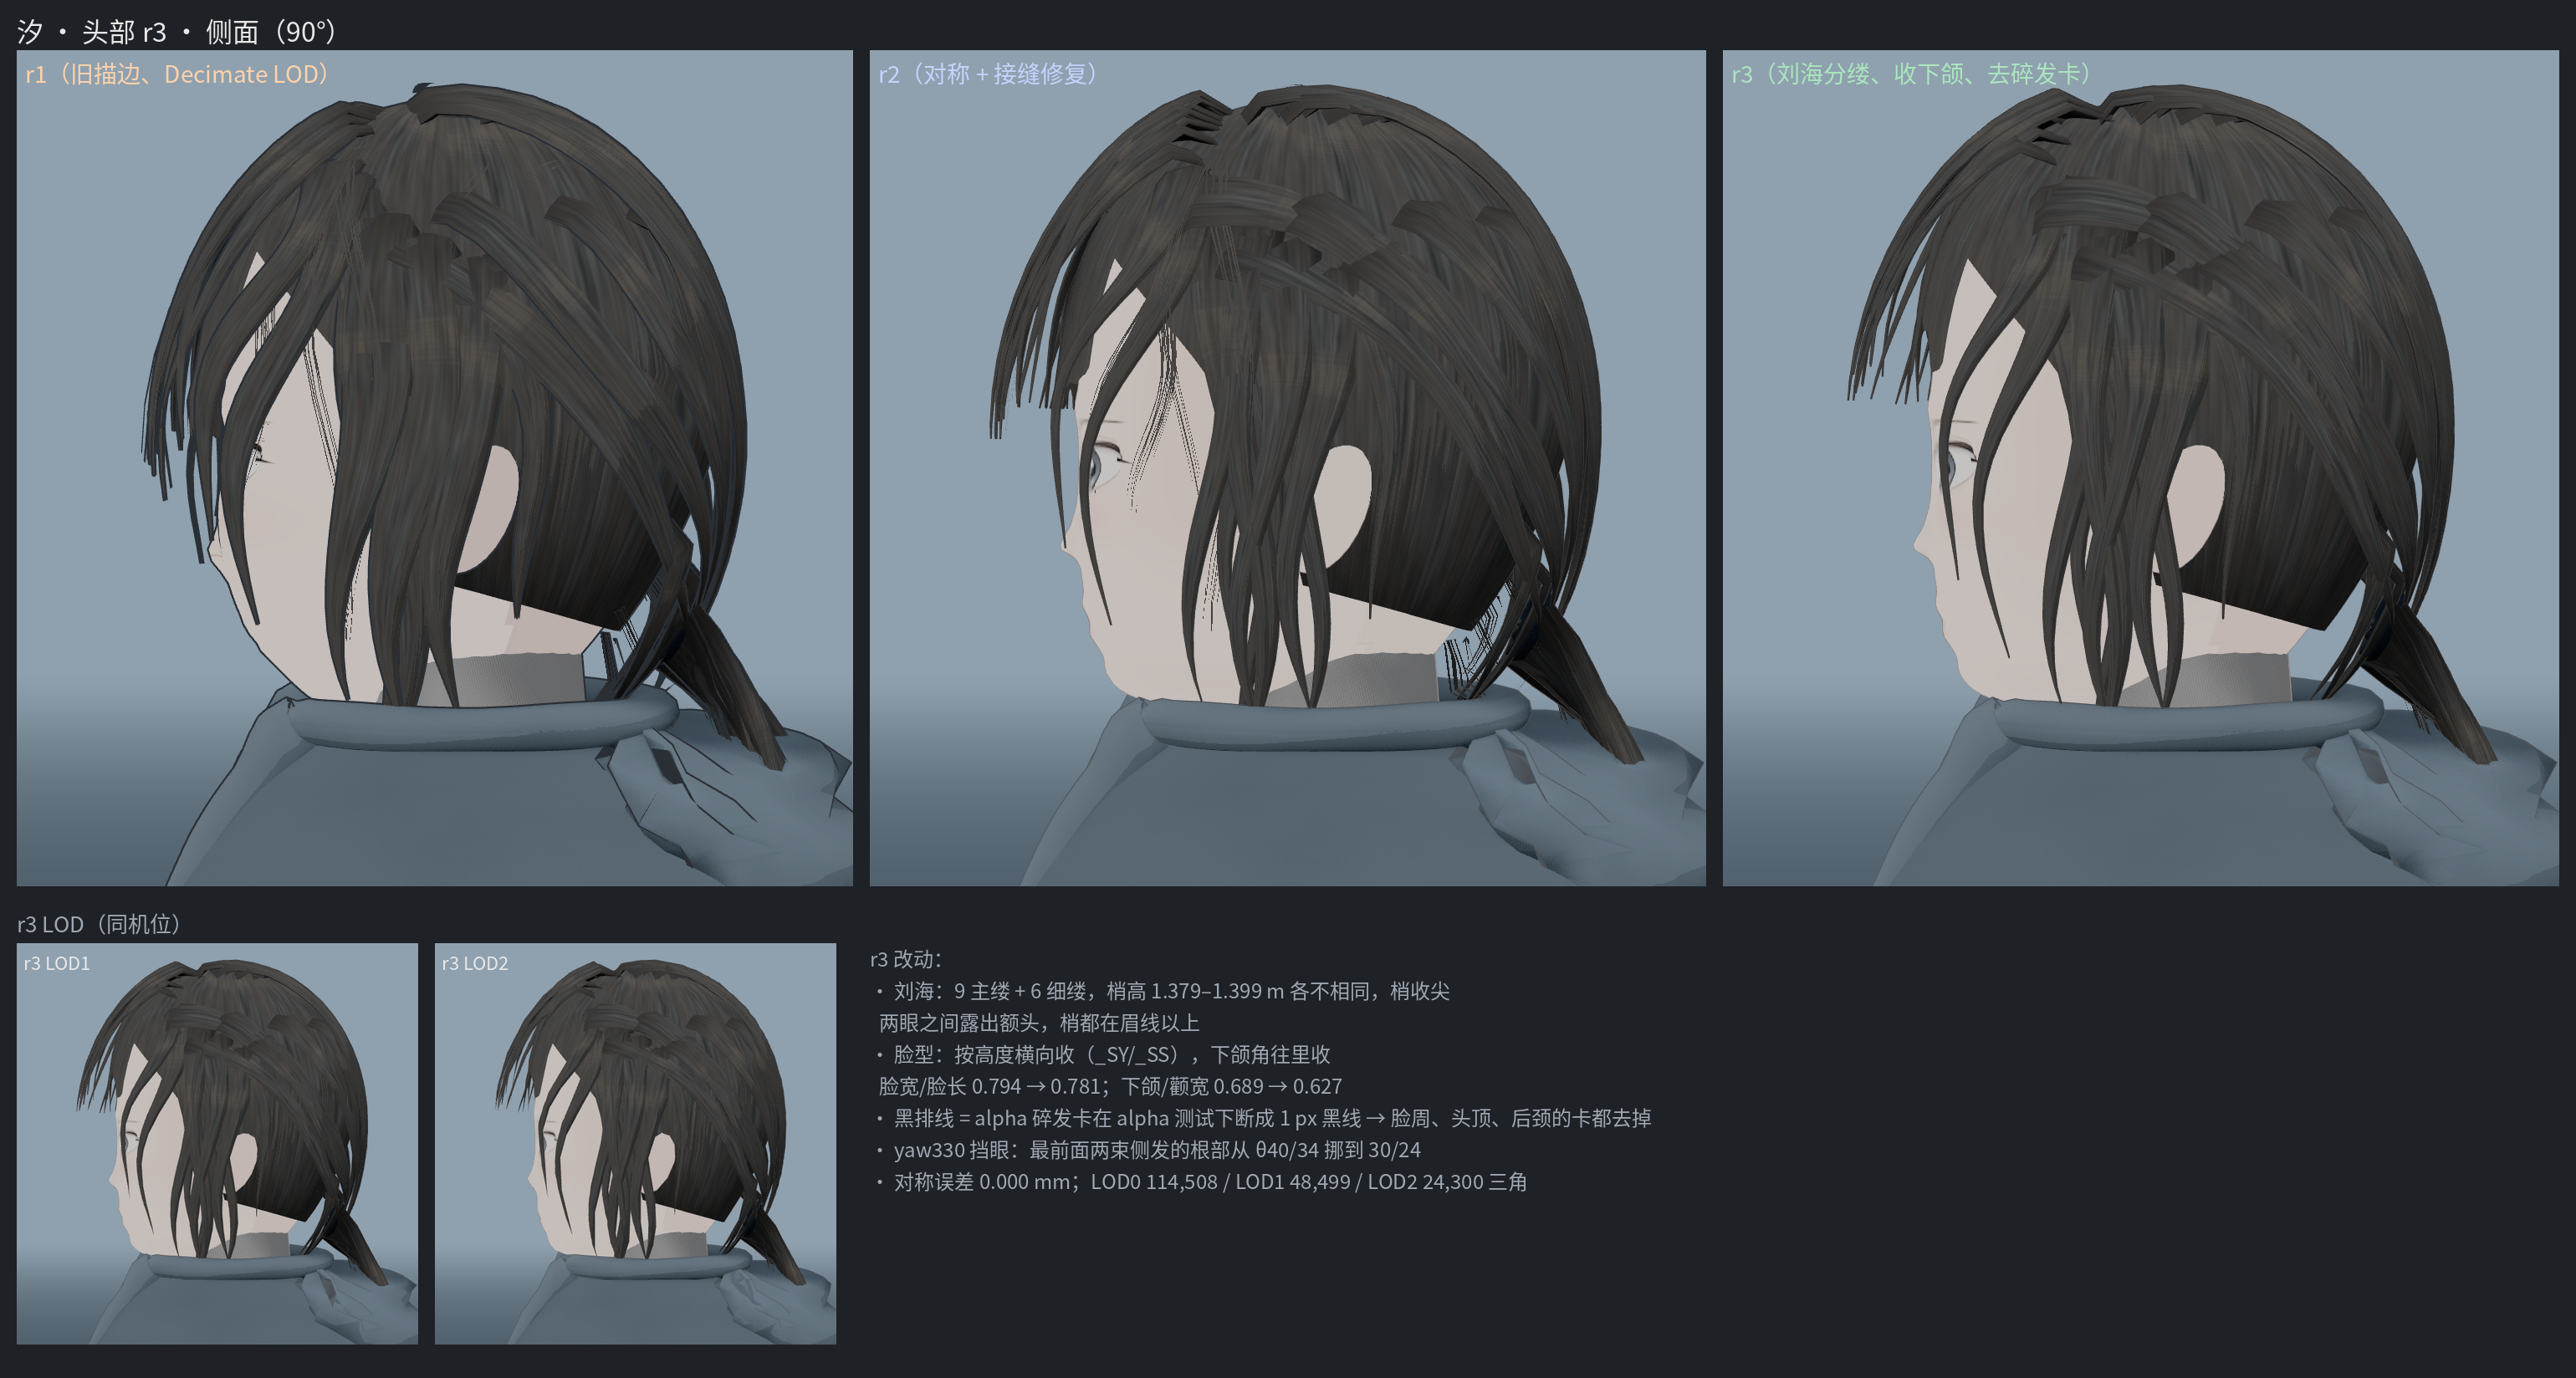 汐 · 头部 r3 · 侧面（90°）
r1（旧描边、Decimate LOD）
r2（对称 + 接缝修复）
r3（刘海分缕、收下颌、去碎发卡）
r3 LOD（同机位）
r3 LOD1
r3 LOD2
r3 改动：
· 刘海：9 主缕 + 6 细缕，梢高 1.379–1.399 m 各不相同，梢收尖
两眼之间露出额头，梢都在眉线以上
· 脸型：按高度横向收（_SY/_SS），下颌角往里收
脸宽/脸长 0.794 → 0.781；下颌/颧宽 0.689 → 0.627
· 黑排线 = alpha 碎发卡在 alpha 测试下断成 1 px 黑线 → 脸周、头顶、后颈的卡都去掉
· yaw330 挡眼：最前面两束侧发的根部从 θ40/34 挪到 30/24
· 对称误差 0.000 mm；LOD0 114,508 / LOD1 48,499 / LOD2 24,300 三角